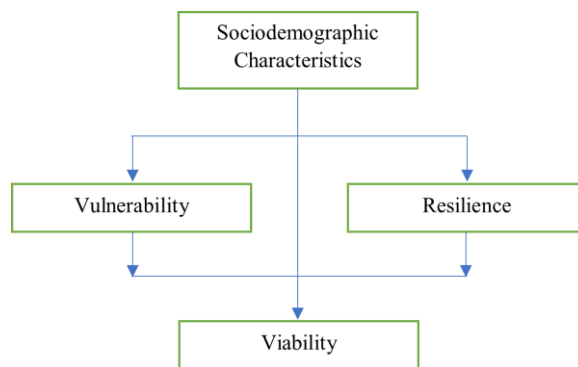 Sociodemographic
Characteristics
Vulnerability
Resilience
Viability